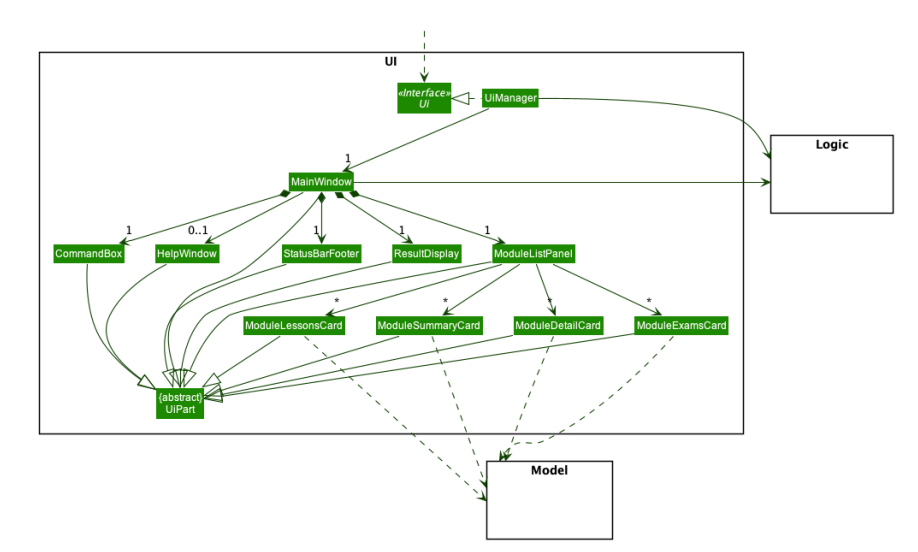 UI
«Interface»
Ui
UiManager
Logic
1
MainWindow
1
0..1
1
1
1
CommandBox
HelpWindow
StatusBarFooter
ResultDisplay
ModuleListPanel
*
*
*
*
ModuleLessonsCard
ModuleSummaryCard
ModuleDetailCard
ModuleExamsCard
{abstract}
UiPart
Model